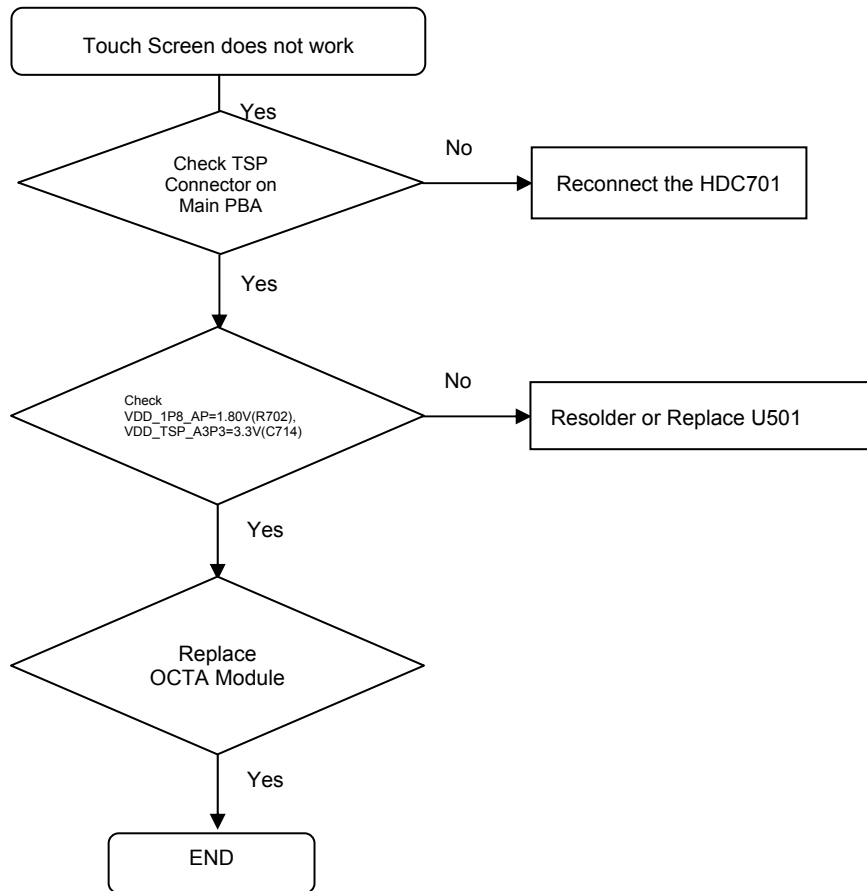 Touch Screen does not work
Yes
Check TSP
Connector on
Main PBA
No
Reconnect the HDC701
Yes
Check
VDD_1P8_AP=1.80V(R702),
VDD_TSP_A3P3=3.3V(C714)
No
Resolder or Replace U501
Yes
Replace
OCTA Module
Yes
END